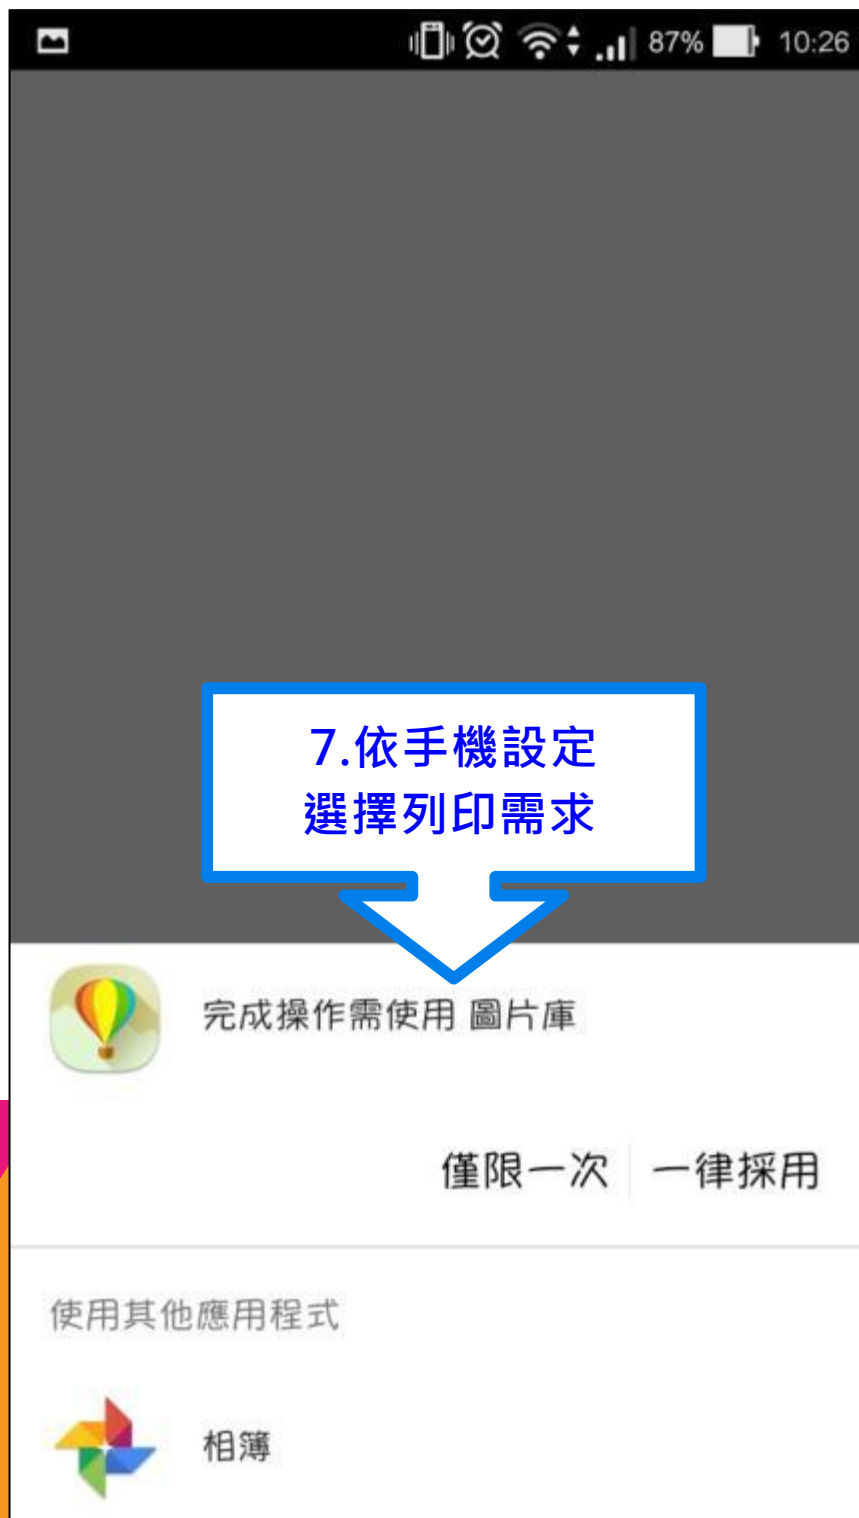 87% 10:26
7.依手機設定
選擇列印需求
完成操作需使用 圖片庫
僅限一次 一律採用
使用其他應用程式
相簿